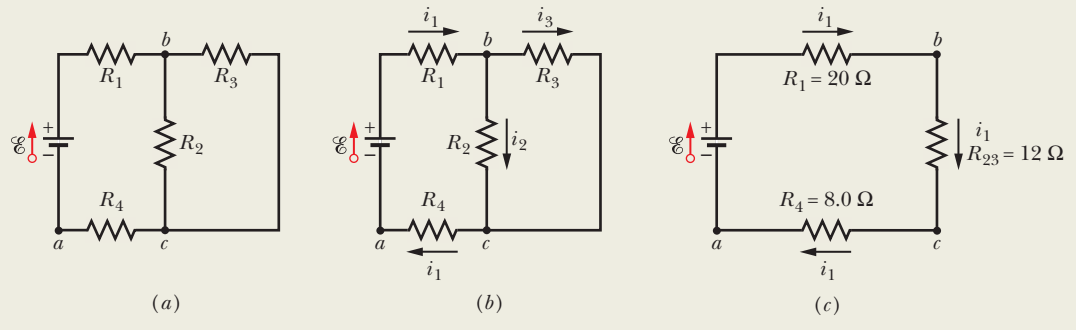 b
R1
R3
ℰ
+
−
R2
R4
a
c
(a)
i1
i3
b
R1
R3
ℰ
+
−
R2
i2
R4
a
c
i1
(b)
i1
b
R1 = 20 Ω
ℰ
+
−
i1
R23 = 12 Ω
R4 = 8.0 Ω
a
c
i1
(c)